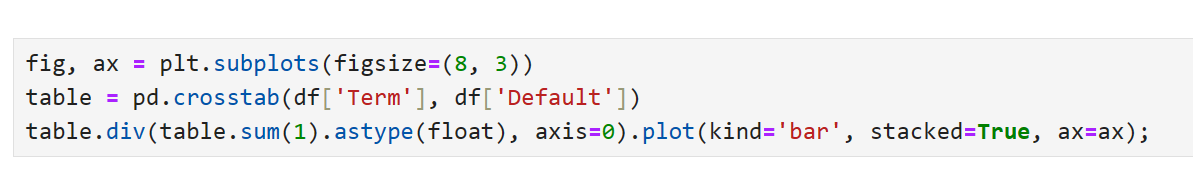 fig, ax = plt.subplots(figsize=(8, 3))
table = pd.crosstab(df['Term'], df['Default'])
table.div(table.sum(1).astype(float), axis=0).plot(kind='bar', stacked=True, ax=ax);